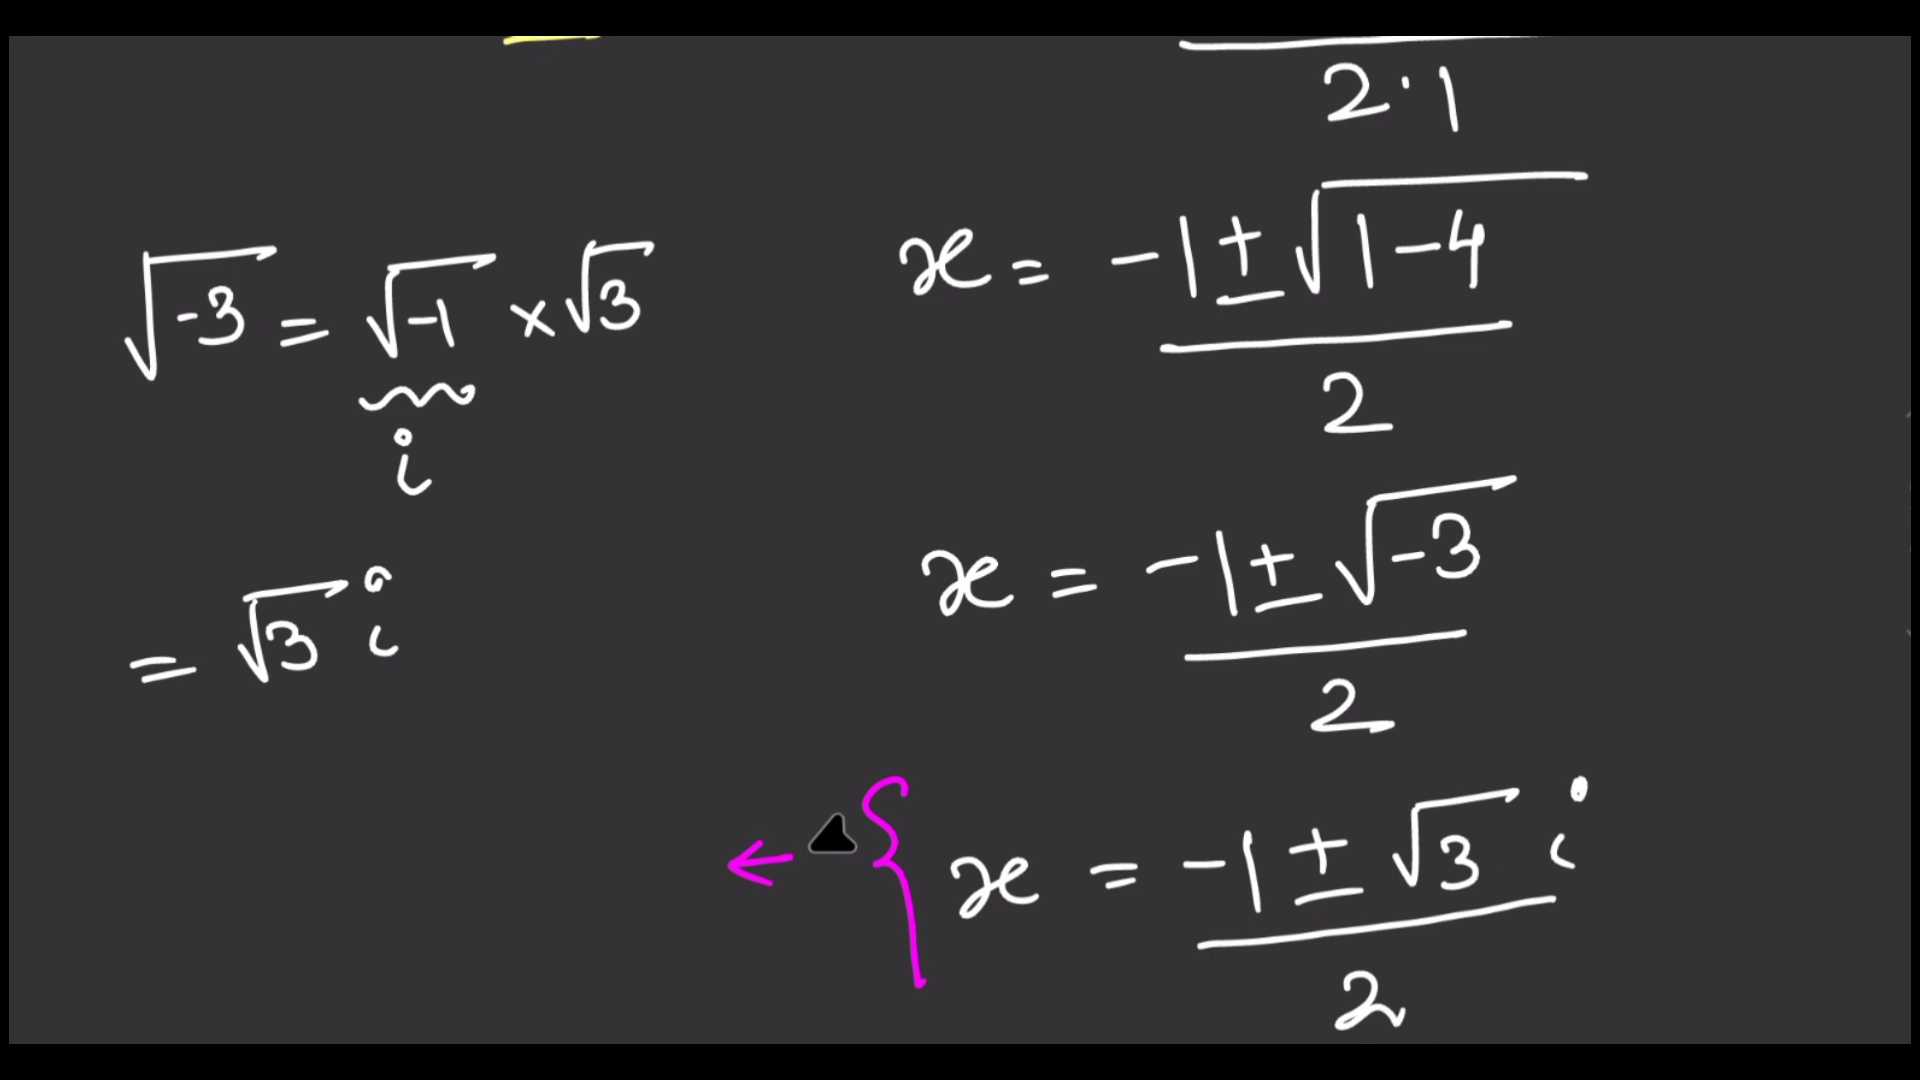 2·1
x = -1 ± √(1-4)
2
√-3 = √-1 × √3
i
x = -1 ± √-3
2
= √3 i
x = -1 ± √3 i
2